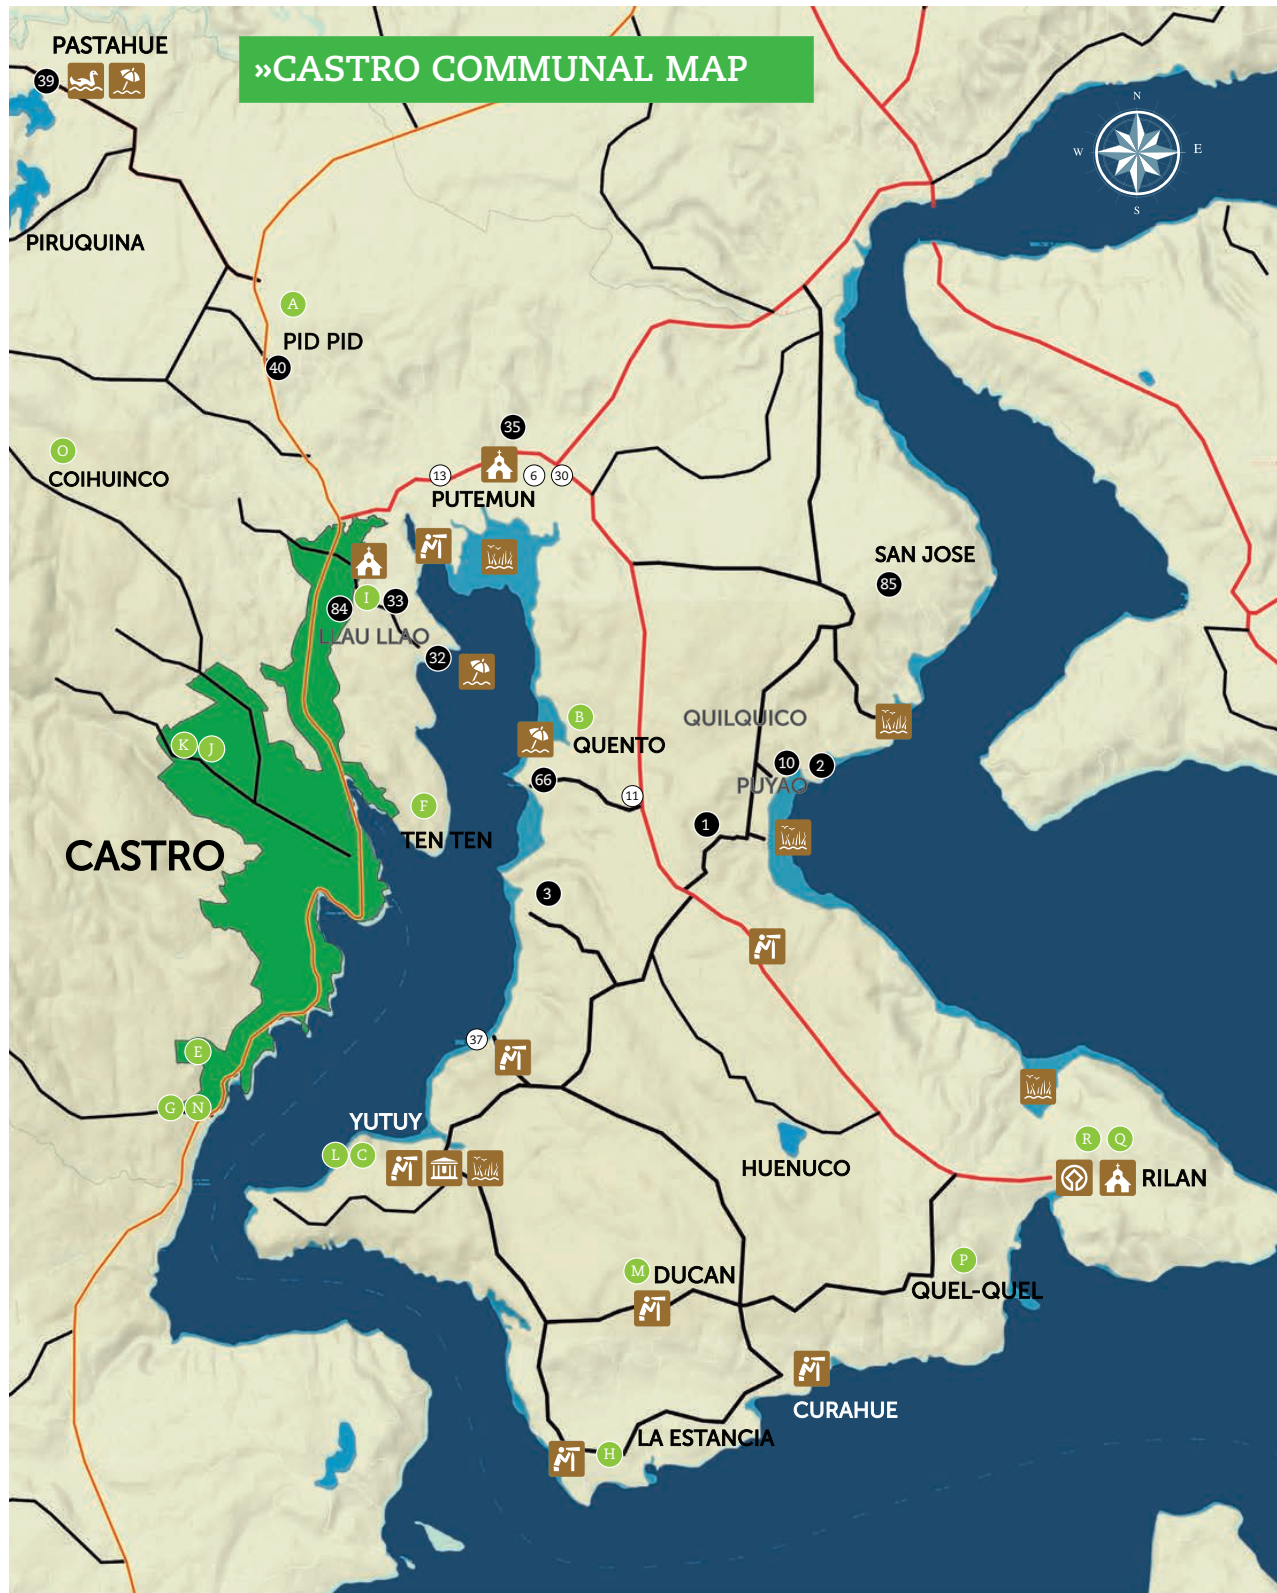 PASTAHUE
39
»CASTRO COMMUNAL MAP
N
W
E
S
PIRUQUINA
A
PID PID
40
35
O
COIHUINCO
13
6
30
PUTEMUN
SAN JOSE
85
I
84
33
LLAU LLAO
32
B
QUILQUICO
K
J
QUENTO
10
2
66
PUYAO
11
F
TEN TEN
1
CASTRO
3
37
E
G
N
YUTUY
L
C
R
Q
HUENUCO
RILAN
P
M
DUCAN
QUEL-QUEL
CURAHUE
LA ESTANCIA
H